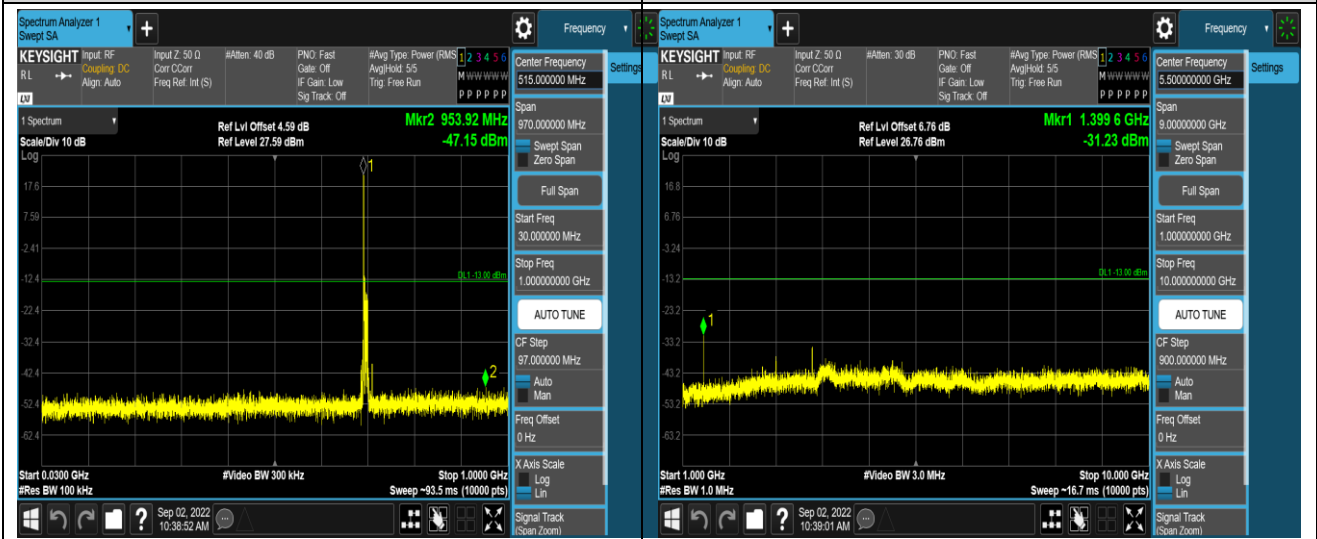 Spectrum Analyzer 1
Swept SA
Frequency
KEYSIGHT
RL
LXI
Input: RF
Coupling: DC
Align: Auto
Input Z: 50 Ω
Corr CCorr
Freq Ref: Int (S)
#Atten: 40 dB
PNO: Fast
Gate: Off
IF Gain: Low
Sig Track: Off
#Avg Type: Power (RMS
Avg|Hold: 5/5
Trig: Free Run
1 2 3 4 5 6
M W W W W W
P P P P P P
Center Frequency
515.000000 MHz
Settings
1 Spectrum
Scale/Div 10 dB
Log
Ref Lvl Offset 4.59 dB
Ref Level 27.59 dBm
Mkr2 953.92 MHz
-47.15 dBm
Span
970.000000 MHz
Swept Span
Zero Span
Full Span
Start Freq
30.000000 MHz
Stop Freq
1.000000000 GHz
AUTO TUNE
CF Step
97.000000 MHz
Auto
Man
Freq Offset
0 Hz
X Axis Scale
Log
Lin
Signal Track
(Span Zoom)
1
17.6
7.59
-2.41
DL1 -13.00 dBm
-12.4
-22.4
-32.4
-42.4
2
-52.4
-62.4
Start 0.0300 GHz
#Video BW 300 kHz
Stop 1.0000 GHz
#Res BW 100 kHz
Sweep ~93.5 ms (10000 pts)
?
Sep 02, 2022
10:38:52 AM
Spectrum Analyzer 1
Swept SA
Frequency
KEYSIGHT
RL
LXI
Input: RF
Coupling: DC
Align: Auto
Input Z: 50 Ω
Corr CCorr
Freq Ref: Int (S)
#Atten: 30 dB
PNO: Fast
Gate: Off
IF Gain: Low
Sig Track: Off
#Avg Type: Power (RMS
Avg|Hold: 5/5
Trig: Free Run
1 2 3 4 5 6
M W W W W W
P P P P P P
Center Frequency
5.500000000 GHz
Settings
1 Spectrum
Scale/Div 10 dB
Log
Ref Lvl Offset 6.76 dB
Ref Level 26.76 dBm
Mkr1 1.399 6 GHz
-31.23 dBm
Span
9.00000000 GHz
Swept Span
Zero Span
Full Span
Start Freq
1.000000000 GHz
Stop Freq
10.000000000 GHz
AUTO TUNE
CF Step
900.000000 MHz
Auto
Man
Freq Offset
0 Hz
X Axis Scale
Log
Lin
Signal Track
(Span Zoom)
16.8
6.76
-3.24
DL1 -13.00 dBm
-13.2
-23.2
1
-33.2
-43.2
-53.2
-63.2
Start 1.000 GHz
#Video BW 3.0 MHz
Stop 10.000 GHz
#Res BW 1.0 MHz
Sweep ~16.7 ms (10000 pts)
?
Sep 02, 2022
10:39:01 AM